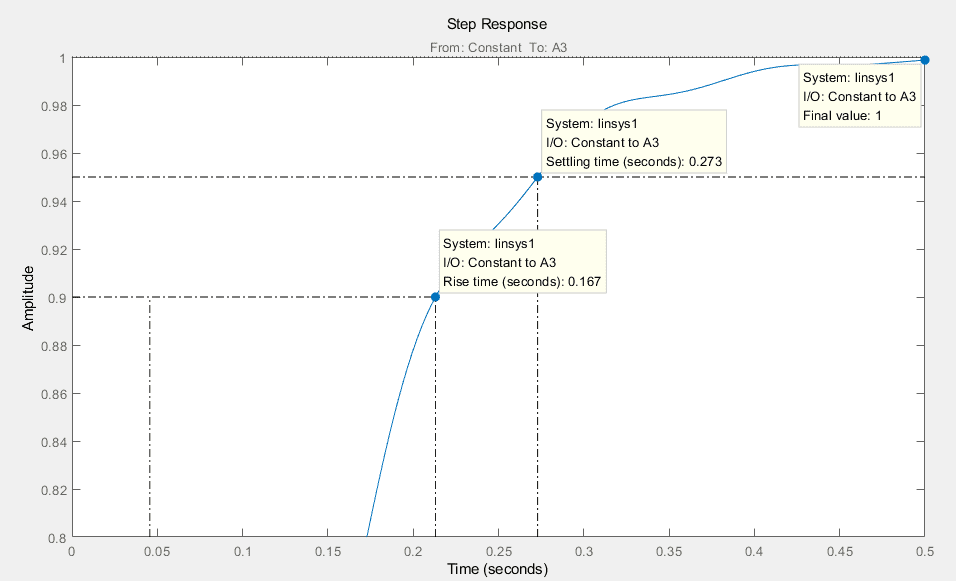 Step Response
From: Constant To: A3
1
System: linsys1
I/O: Constant to A3
Final value: 1
0.98
System: linsys1
I/O: Constant to A3
Settling time (seconds): 0.273
0.96
0.94
0.92
System: linsys1
I/O: Constant to A3
Rise time (seconds): 0.167
Amplitude
0.9
0.88
0.86
0.84
0.82
0.8
0 0.05 0.1 0.15 0.2 0.25 0.3 0.35 0.4 0.45 0.5
Time (seconds)